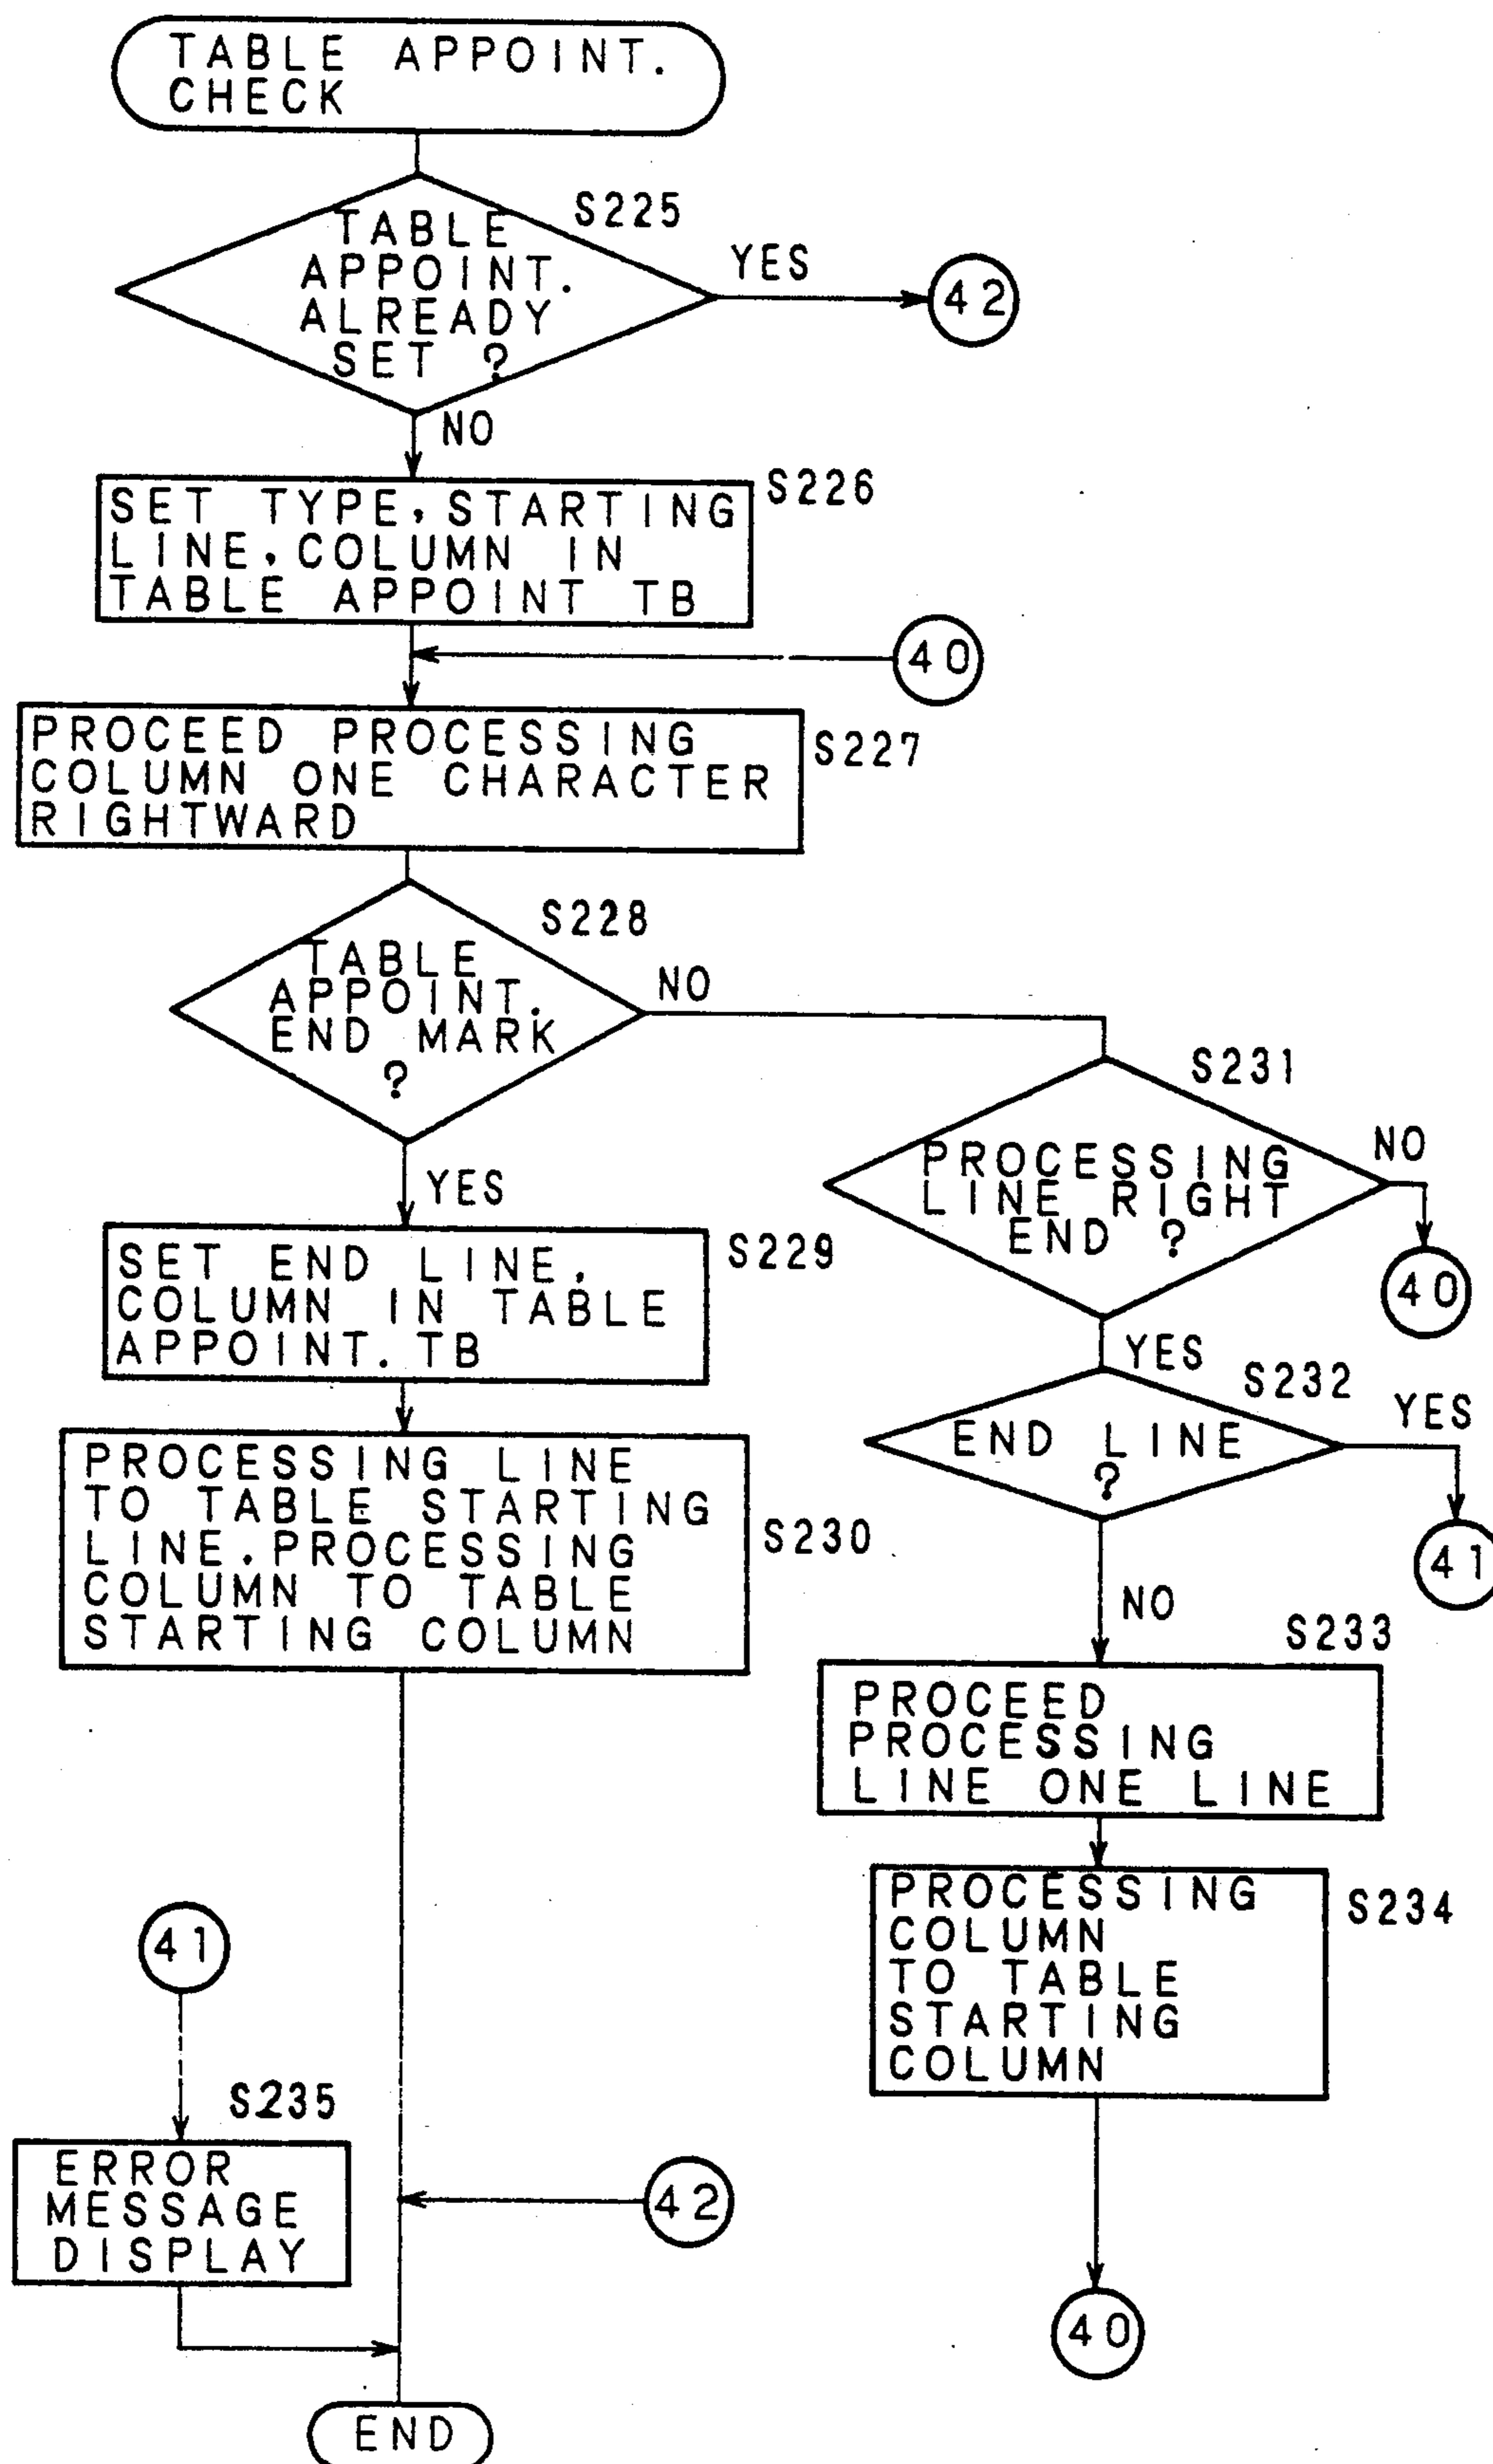 TABLE APPOINT.
CHECK
S225
TABLE
APPOINT.
ALREADY
SET ?
YES
42
NO
S226
SET TYPE, STARTING
LINE, COLUMN IN
TABLE APPOINT TB
40
S227
PROCEED PROCESSING
COLUMN ONE CHARACTER
RIGHTWARD
S228
TABLE
APPOINT.
END MARK
?
NO
YES
S229
SET END LINE,
COLUMN IN TABLE
APPOINT. TB
S230
PROCESSING LINE
TO TABLE STARTING
LINE. PROCESSING
COLUMN TO TABLE
STARTING COLUMN
S231
PROCESSING
LINE RIGHT
END ?
NO
40
YES
S232
END LINE
?
YES
41
NO
S233
PROCEED
PROCESSING
LINE ONE LINE
S234
PROCESSING
COLUMN
TO TABLE
STARTING
COLUMN
40
41
S235
ERROR
MESSAGE
DISPLAY
42
END